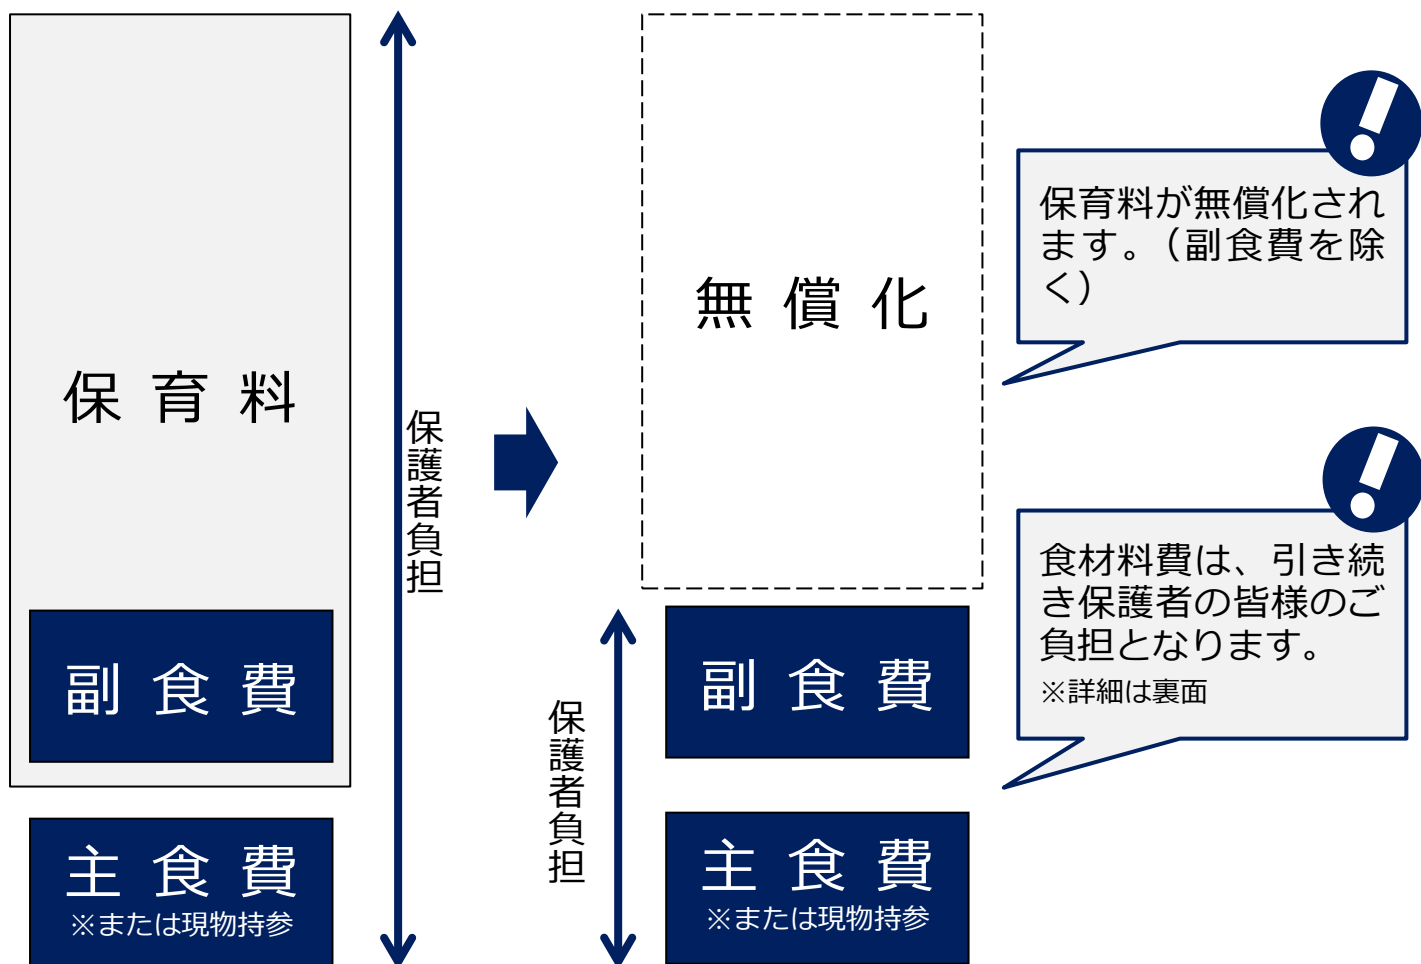 保育料
副食費
主食費
※または現物持参
保護者負担
無償化
保護者負担
副食費
主食費
※または現物持参
保育料が無償化され
ます。（副食費を除
く）
食材料費は、引き続
き保護者の皆様のご
負担となります。
※詳細は裏面